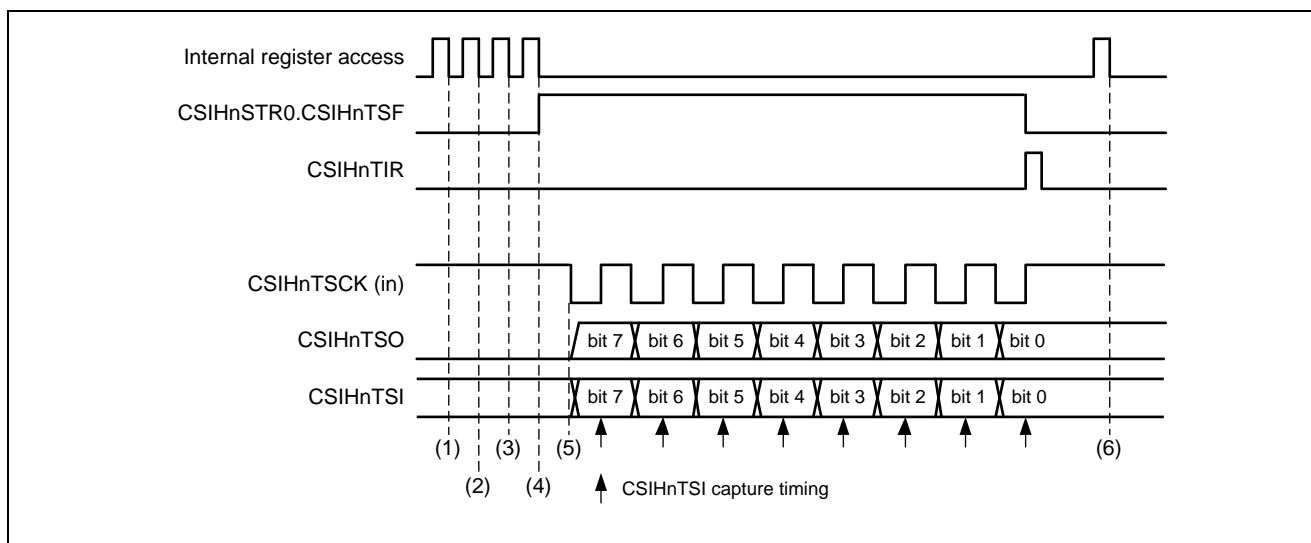 Internal register access
CSIHnSTR0.CSIHnTSF
CSIHnTIR
CSIHnTSCK (in)
CSIHnTSO
bit 7 bit 6 bit 5 bit 4 bit 3 bit 2 bit 1 bit 0
CSIHnTSI
bit 7 bit 6 bit 5 bit 4 bit 3 bit 2 bit 1 bit 0
(1) (3) (5) (6)
(2) (4) CSIHnTSI capture timing